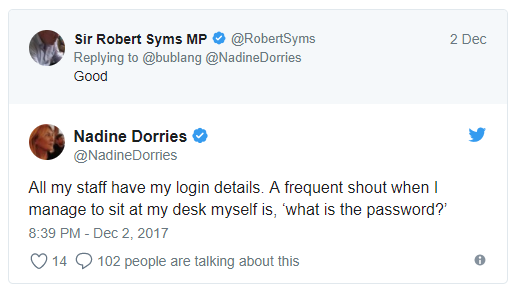 Sir Robert Syms MP @RobertSyms 2 Dec
Replying to @bublang @NadineDorries
Good
Nadine Dorries
@NadineDorries
All my staff have my login details. A frequent shout when I
manage to sit at my desk myself is, ‘what is the password?’
8:39 PM - Dec 2, 2017
14 102 people are talking about this